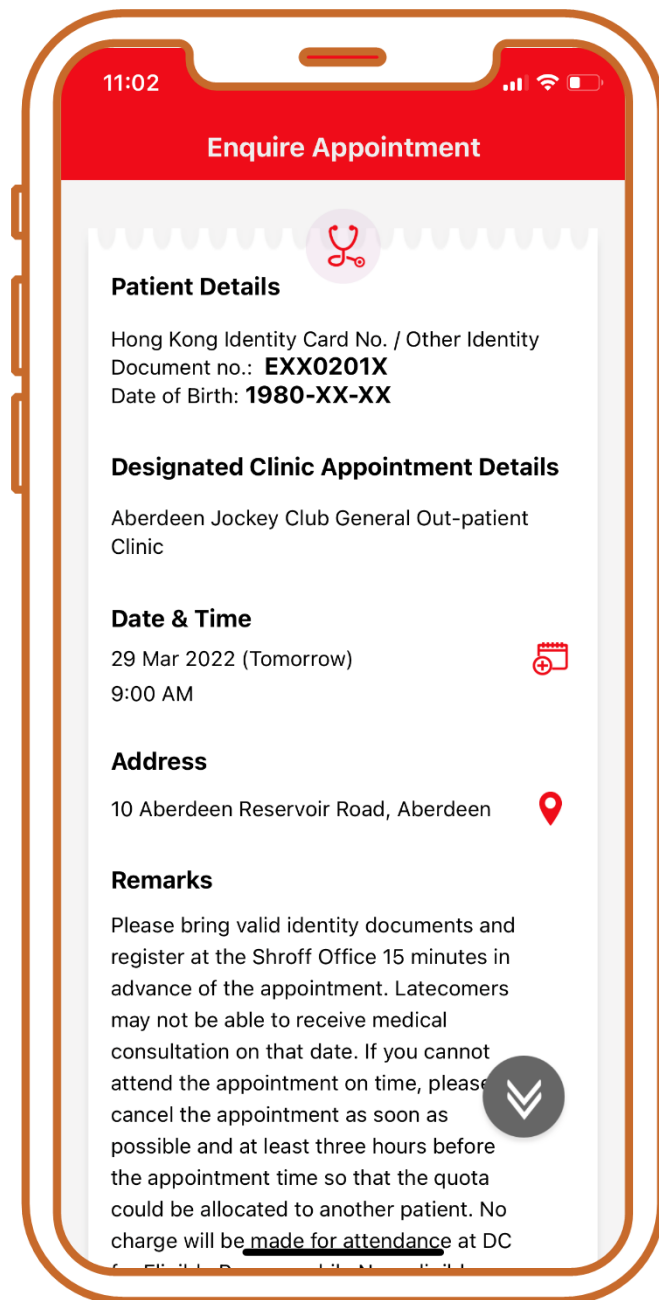 11:02
Enquire Appointment
Patient Details
Hong Kong Identity Card No. / Other Identity
Document no.: EXX0201X
Date of Birth: 1980-XX-XX
Designated Clinic Appointment Details
Aberdeen Jockey Club General Out-patient
Clinic
Date & Time
29 Mar 2022 (Tomorrow)
9:00 AM
Address
10 Aberdeen Reservoir Road, Aberdeen
Remarks
Please bring valid identity documents and
register at the Shroff Office 15 minutes in
advance of the appointment. Latecomers
may not be able to receive medical
consultation on that date. If you cannot
attend the appointment on time, please
cancel the appointment as soon as
possible and at least three hours before
the appointment time so that the quota
could be allocated to another patient. No
charge will be made for attendance at DC